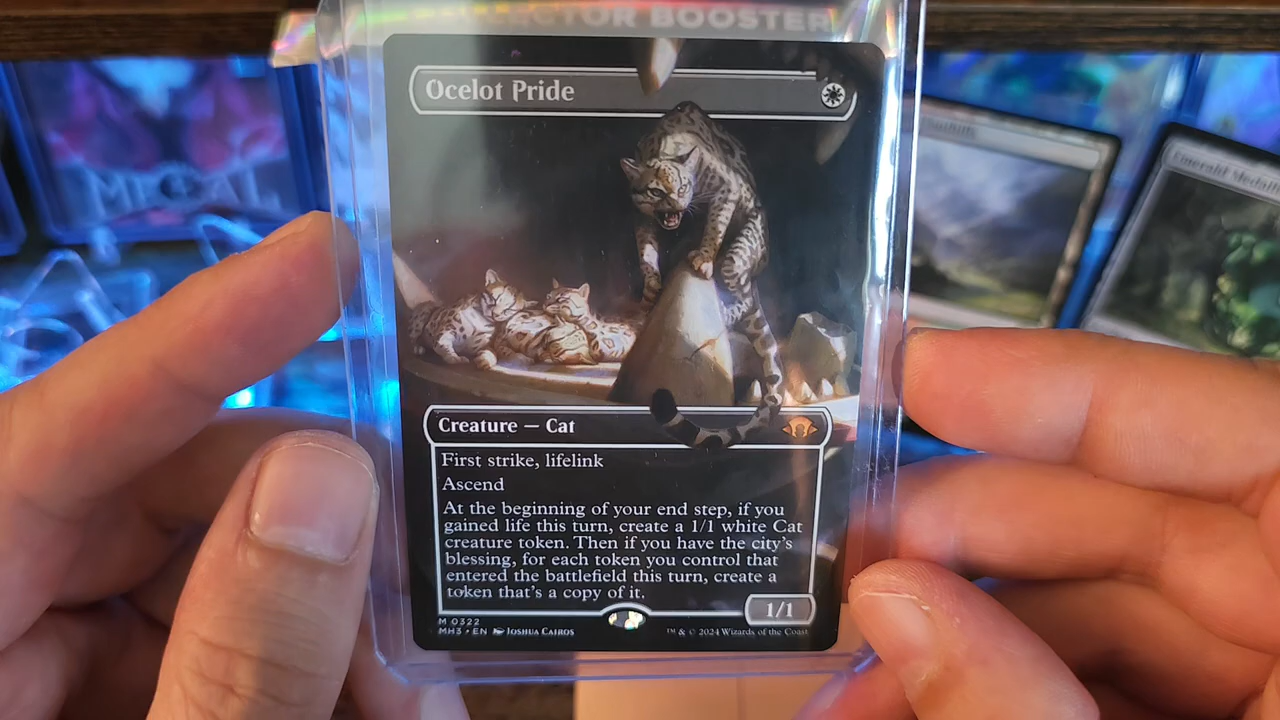 COLLECTOR BOOSTER
Ocelot Pride
Emerald Medallion
Creature — Cat
First strike, lifelink
Ascend
At the beginning of your end step, if you
gained life this turn, create a 1/1 white Cat
creature token. Then if you have the city's
blessing, for each token you control that
entered the battlefield this turn, create a
token that's a copy of it.
1/1
M 0322
MH3 • EN Joshua Cairos
™ & © 2024 Wizards of the Coast